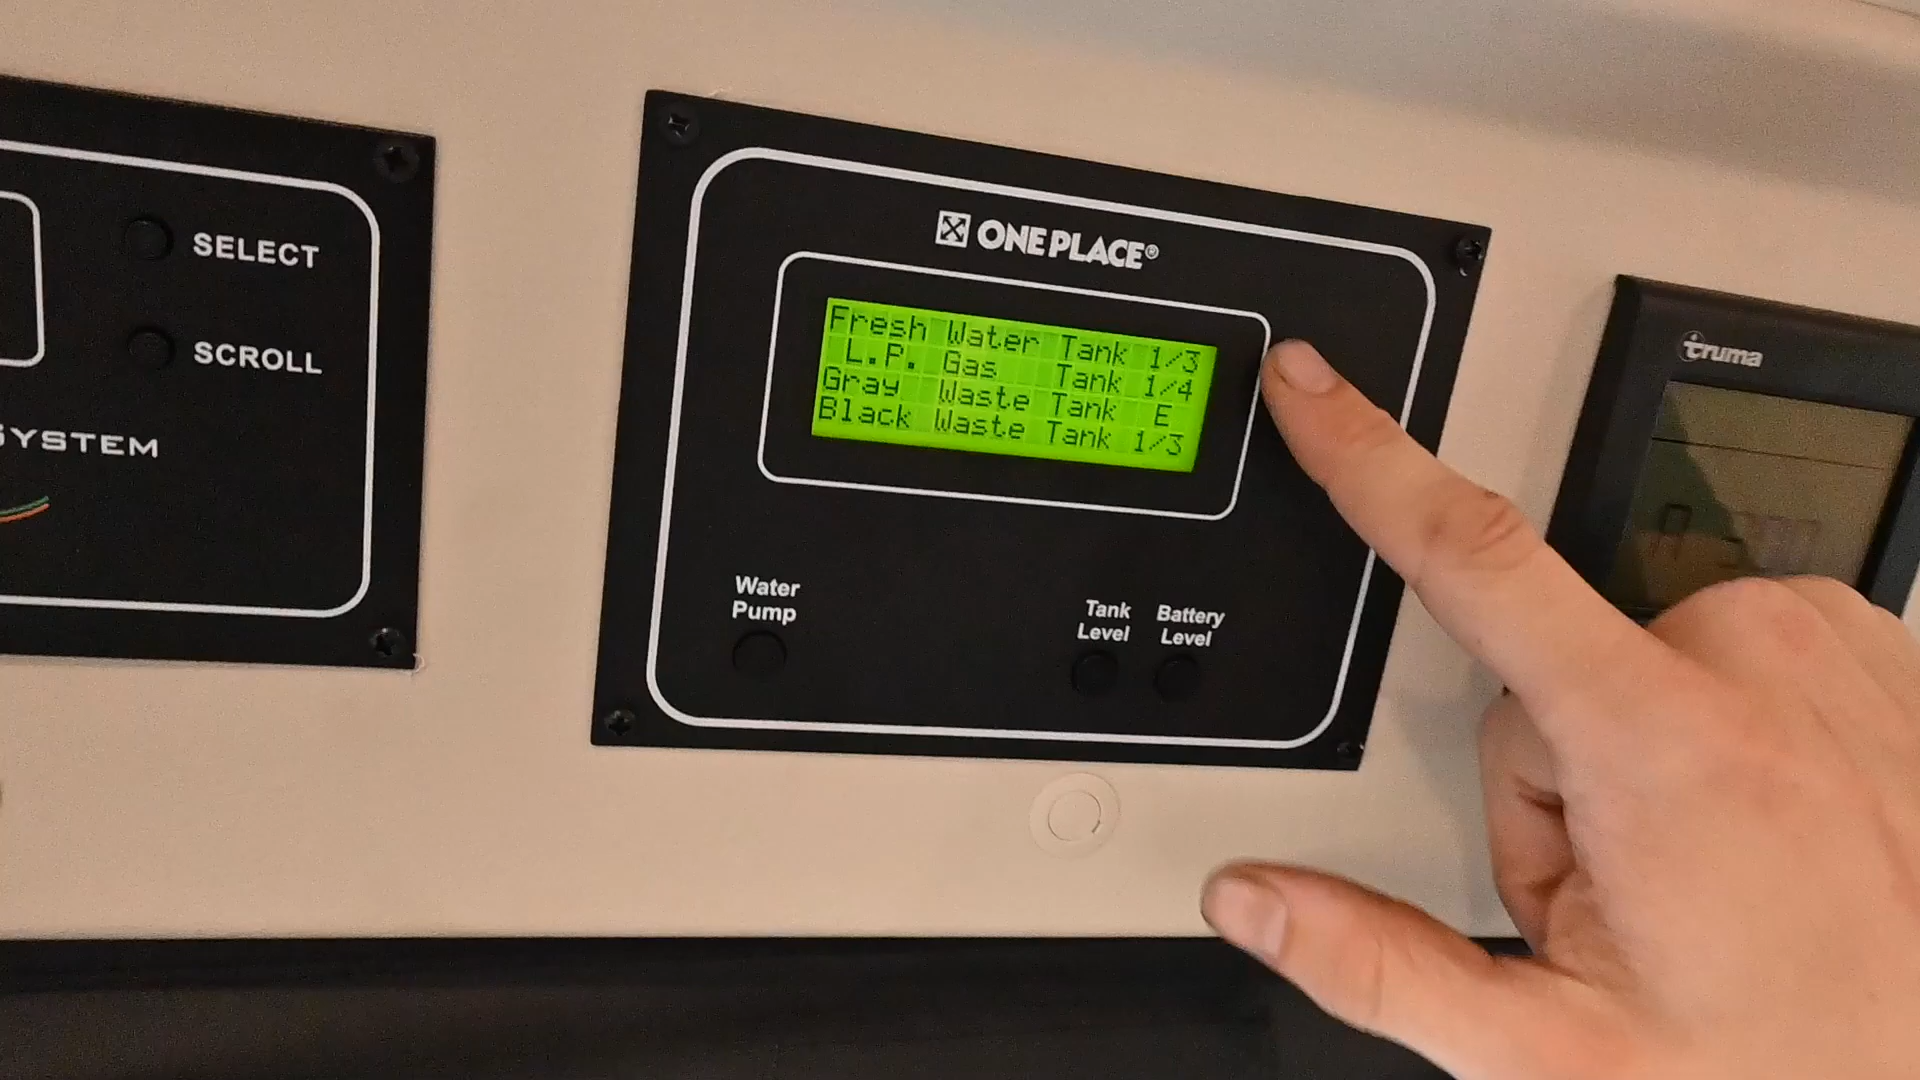 SELECT
SCROLL
SYSTEM
ONE PLACE®
Fresh Water Tank 1/3
L.P. Gas Tank 1/4
Gray Waste Tank E
Black Waste Tank 1/3
Water
Pump
Tank
Level
Battery
Level
truma